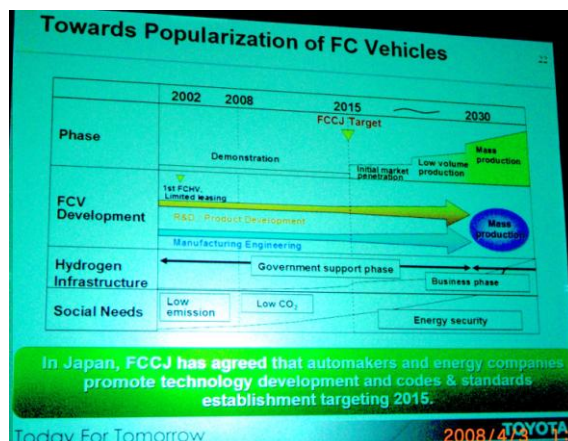 Towards Popularization of FC Vehicles
22
2002 2008 2015 2030
FCCJ Target
Phase
Demonstration
Initial market
penetration
Low volume
production
Mass
production
FCV
Development
1st FCHV.
Limited leasing
R&D : Product Development
Manufacturing Engineering
Mass
production
Hydrogen
Infrastructure
Government support phase
Business phase
Social Needs
Low
emission
Low CO₂
Energy security
In Japan, FCCJ has agreed that automakers and energy companies
promote technology development and codes & standards
establishment targeting 2015.
Today For Tomorrow
TOYOTA
2008/4/3